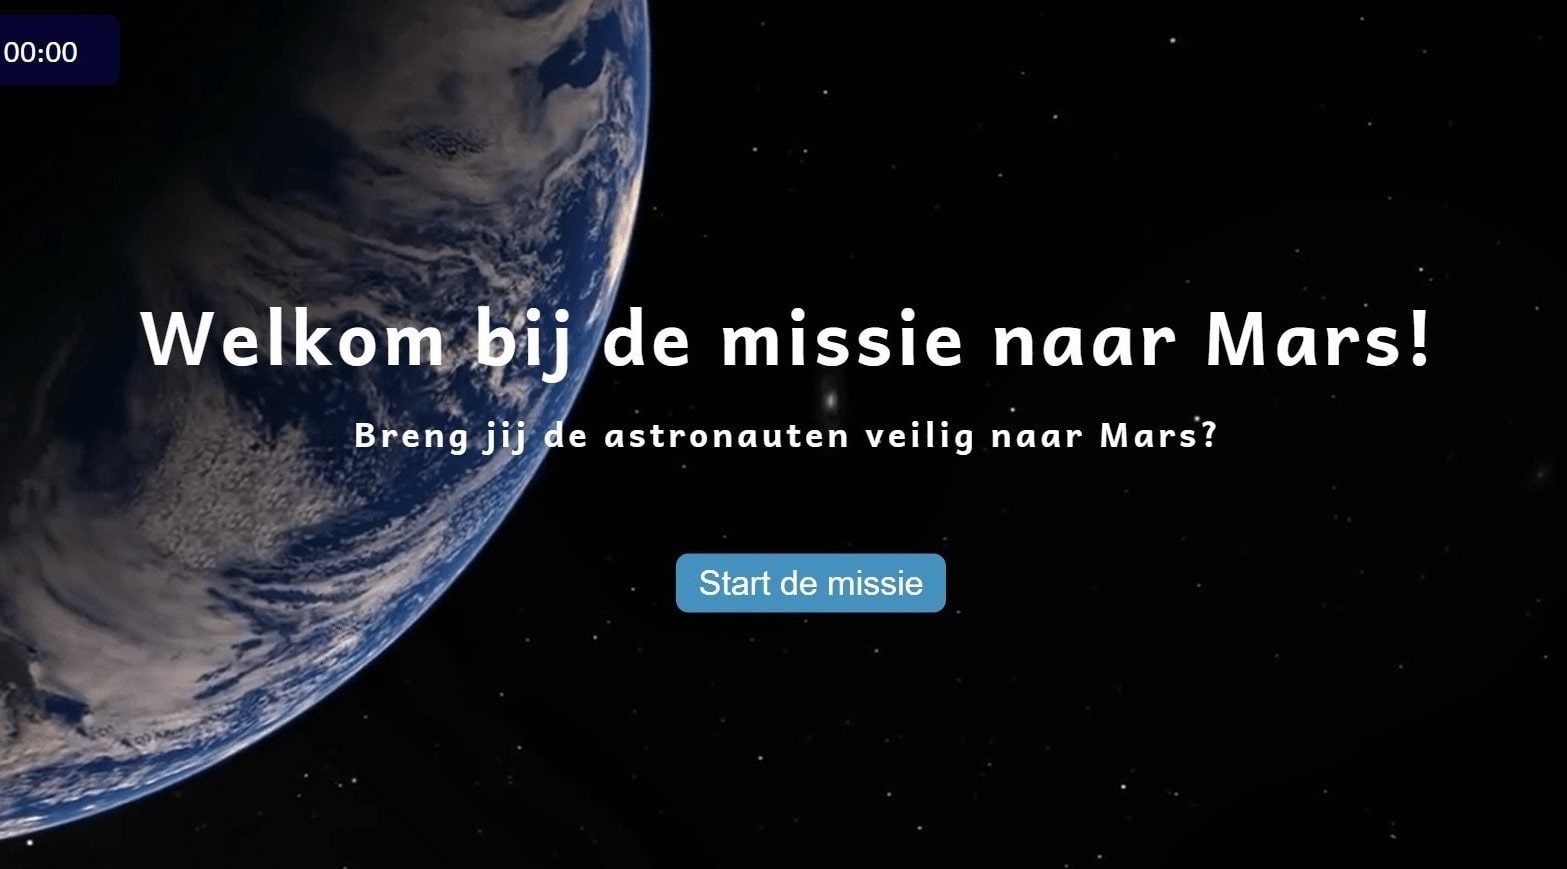 00:00
Welkom bij de missie naar Mars!
Breng jij de astronauten veilig naar Mars?
Start de missie